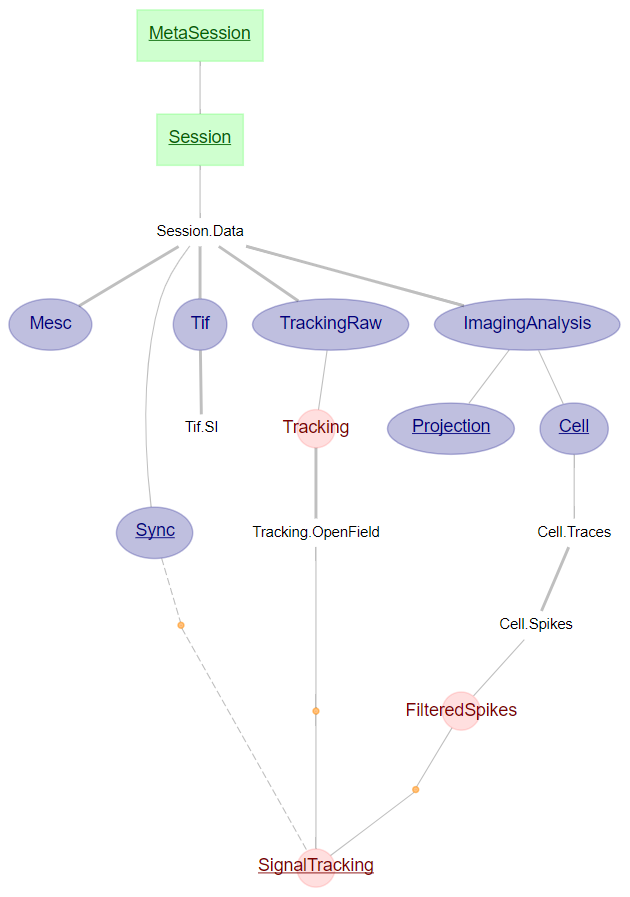 MetaSession
Session
Session.Data
Mesc
Tif
TrackingRaw
ImagingAnalysis
Tif.SI
Tracking
Projection
Cell
Sync
Tracking.OpenField
Cell.Traces
Cell.Spikes
FilteredSpikes
SignalTracking